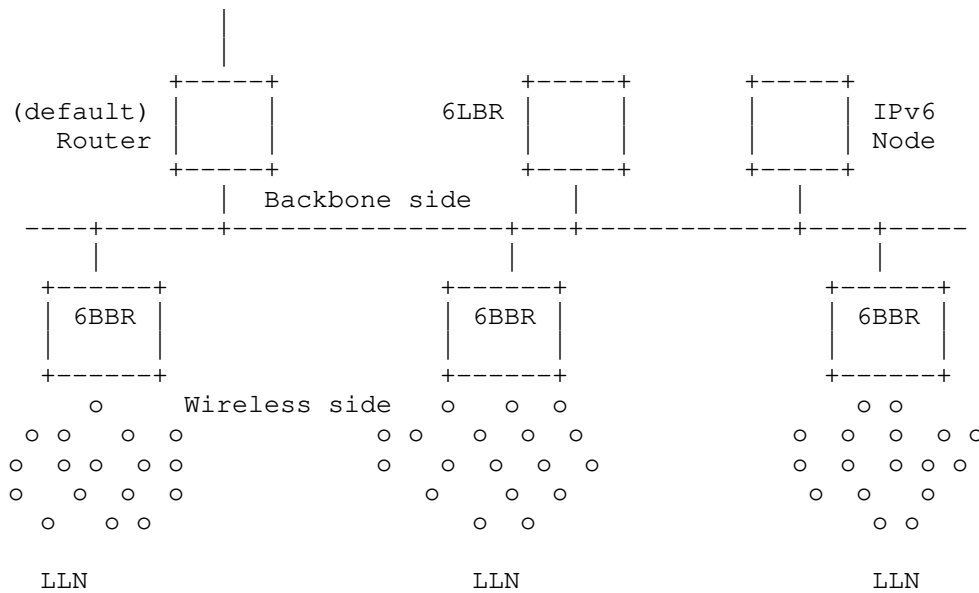 (default) 6LBR IPv6
Router Node
Backbone side
6BBR 6BBR 6BBR
Wireless side
LLN LLN LLN